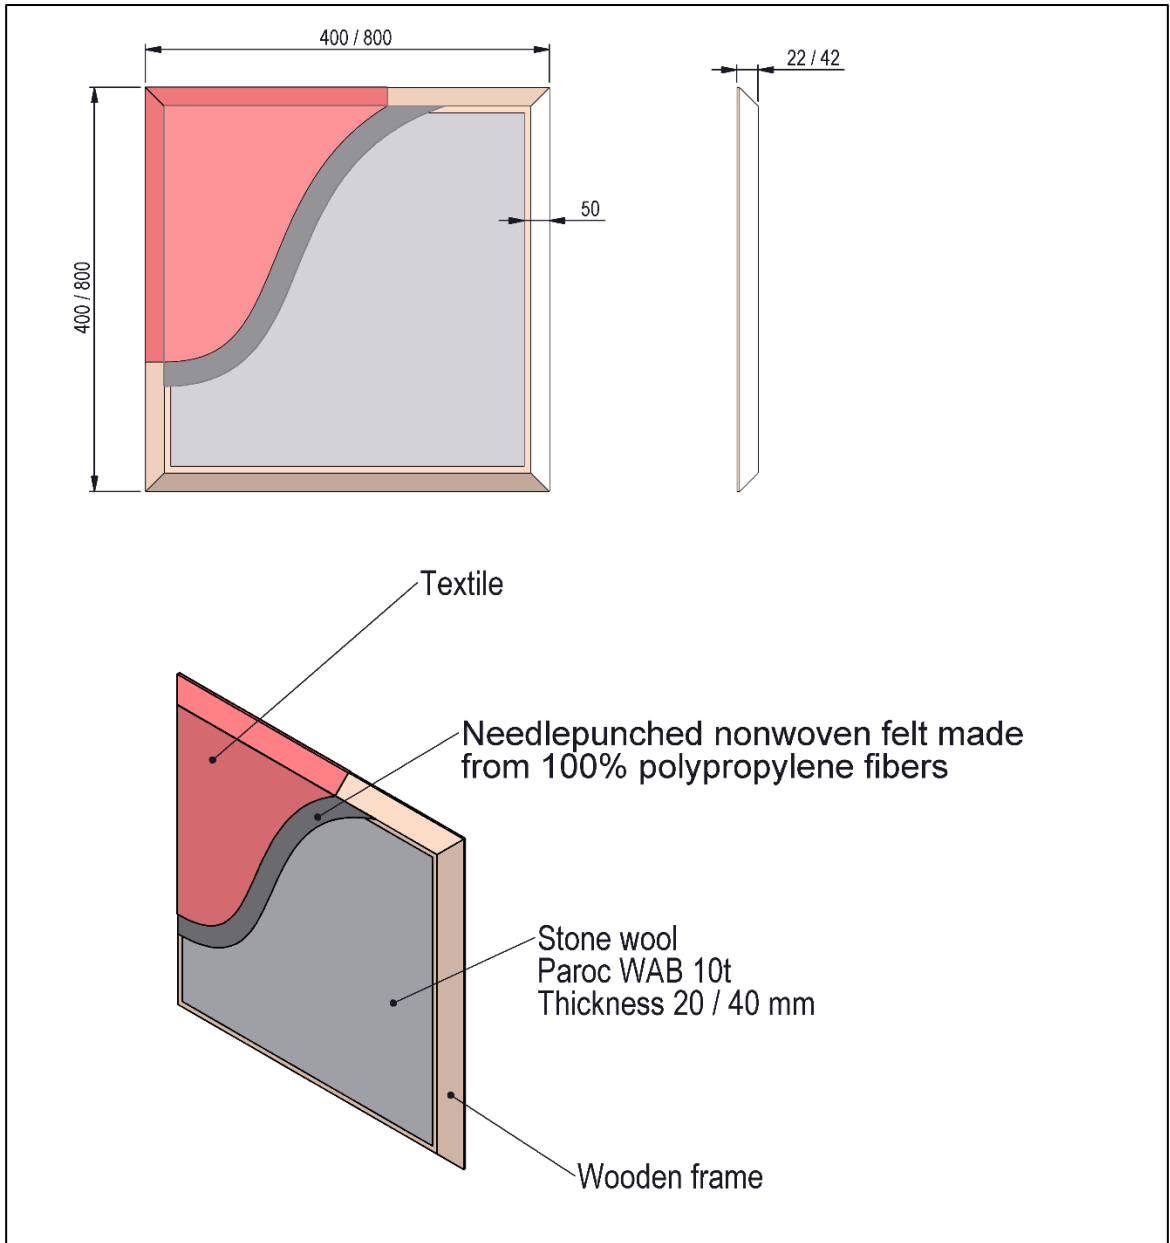 400 / 800
22 / 42
50
400 / 800
Textile
Needlepunched nonwoven felt made
from 100% polypropylene fibers
Stone wool
Paroc WAB 10t
Thickness 20 / 40 mm
Wooden frame